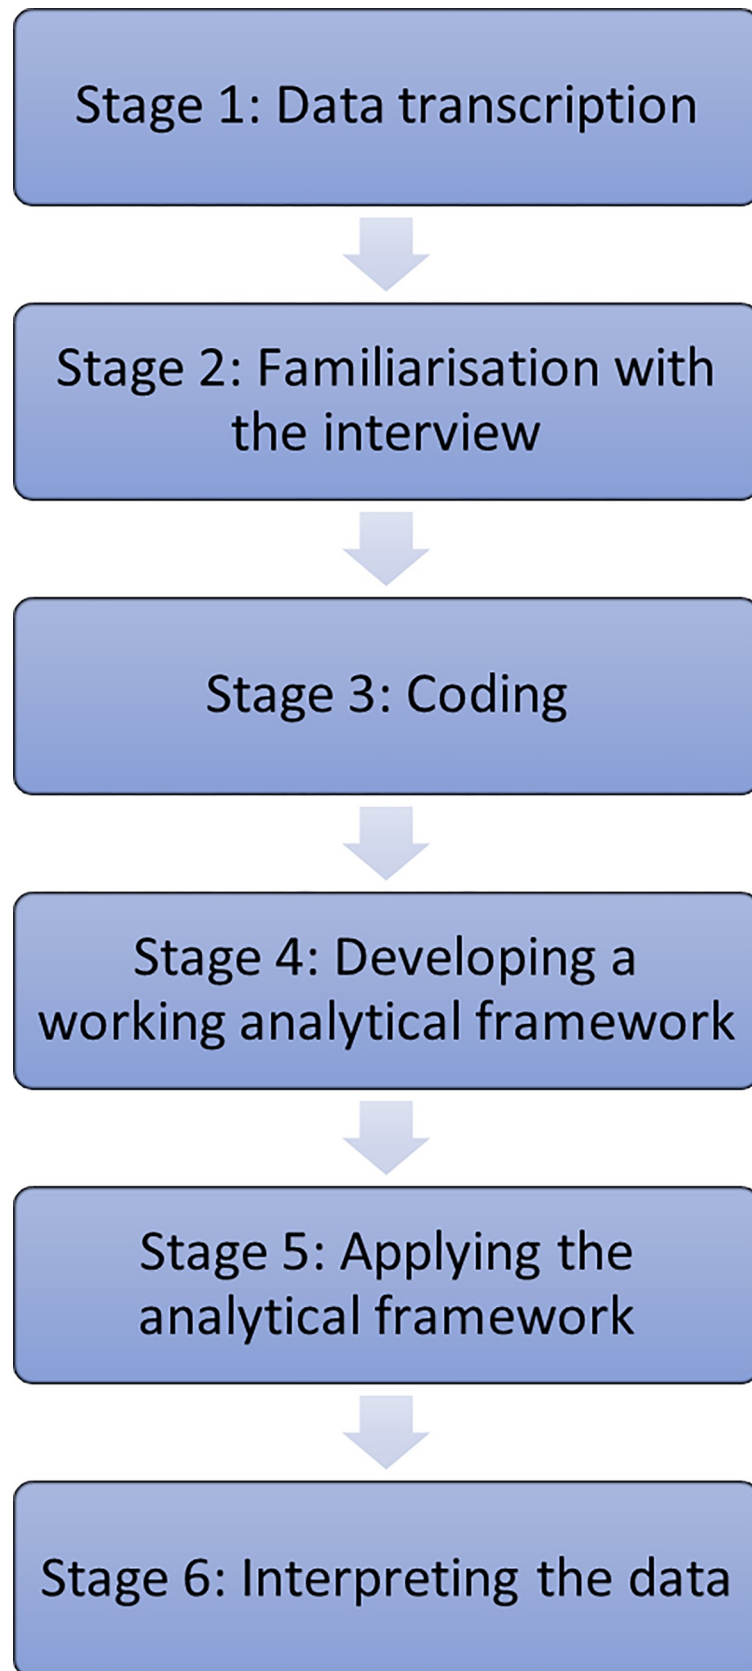 Stage 1: Data transcription
Stage 2: Familiarisation with
the interview
Stage 3: Coding
Stage 4: Developing a
working analytical framework
Stage 5: Applying the
analytical framework
Stage 6: Interpreting the data